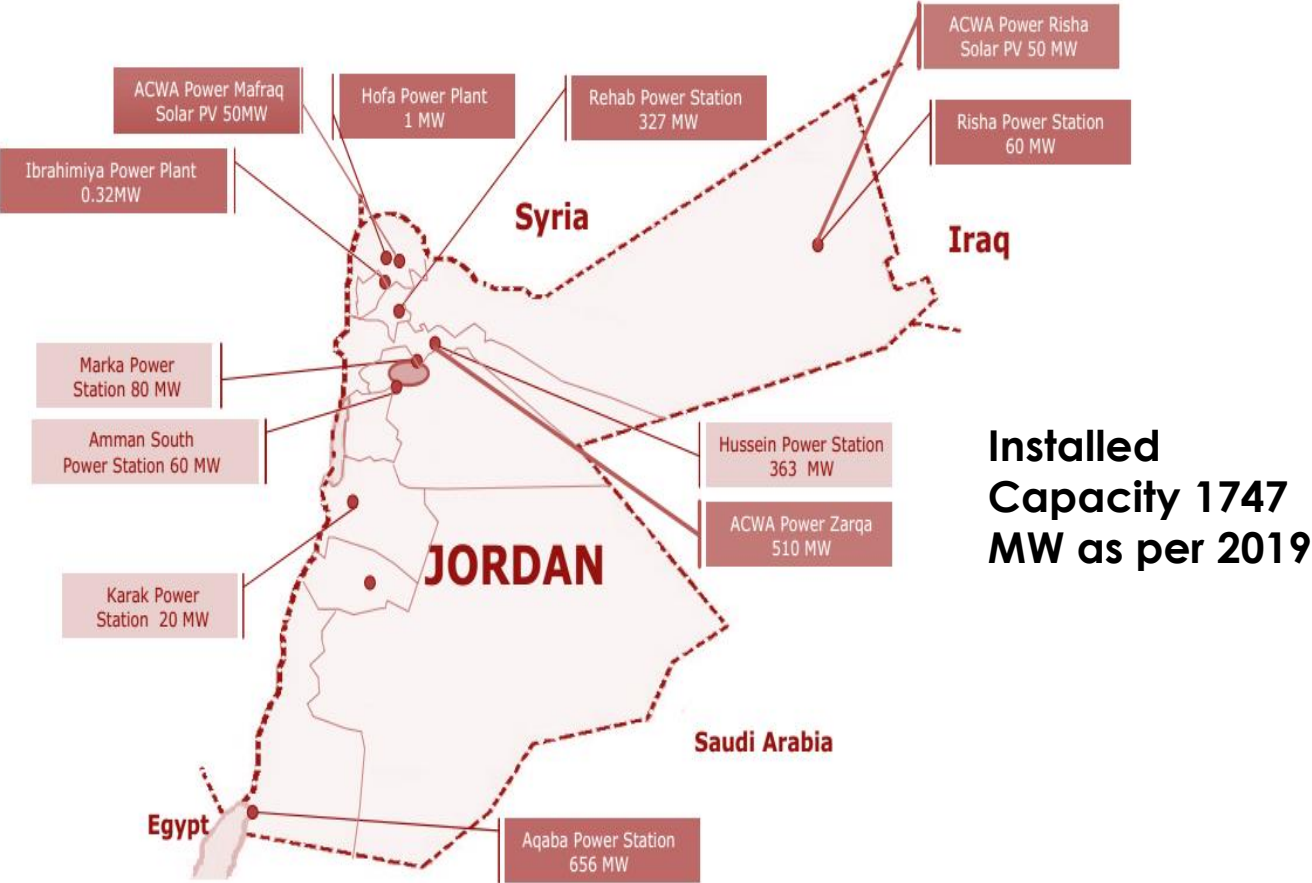 ACWA Power Risha
Solar PV 50 MW
ACWA Power Mafraq
Solar PV 50MW
Hofa Power Plant
1 MW
Rehab Power Station
327 MW
Risha Power Station
60 MW
Ibrahimiya Power Plant
0.32MW
Syria
Iraq
Marka Power
Station 80 MW
Amman South
Power Station 60 MW
Hussein Power Station
363 MW
ACWA Power Zarqa
510 MW
Installed
Capacity 1747
MW as per 2019
JORDAN
Karak Power
Station 20 MW
Saudi Arabia
Egypt
Aqaba Power Station
656 MW